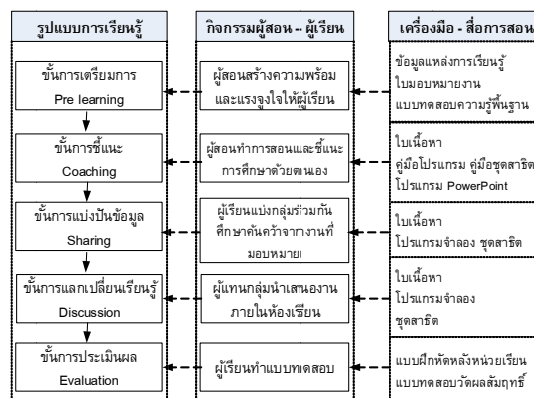 รูปแบบการเรียนรู้
ขั้นการเตรียมการ
Pre learning
ขั้นการชี้แนะ
Coaching
ขั้นการแบ่งปันข้อมูล
Sharing
ขั้นการแลกเปลี่ยนเรียนรู้
Discussion
ขั้นการประเมินผล
Evaluation
กิจกรรมผู้สอน – ผู้เรียน
ผู้สอนสร้างความพร้อม
และแรงจูงใจให้ผู้เรียน
ผู้สอนทำการสอนและชี้แนะ
การศึกษาด้วยตนเอง
ผู้เรียนแบ่งกลุ่มร่วมกัน
ศึกษาค้นคว้าจากงานที่
มอบหมาย
ผู้แทนกลุ่มนำเสนองาน
ภายในห้องเรียน
ผู้เรียนทำแบบทดสอบ
เครื่องมือ - สื่อการสอน
ข้อมูลแหล่งการเรียนรู้
ใบมอบหมายงาน
แบบทดสอบความรู้พื้นฐาน
ใบเนื้อหา
คู่มือโปรแกรม คู่มือชุดสาธิต
โปรแกรม PowerPoint
ใบเนื้อหา
โปรแกรมจำลอง ชุดสาธิต
ใบเนื้อหา
โปรแกรมจำลอง
ชุดสาธิต
แบบฝึกหัดหลังหน่วยเรียน
แบบทดสอบวัดผลสัมฤทธิ์